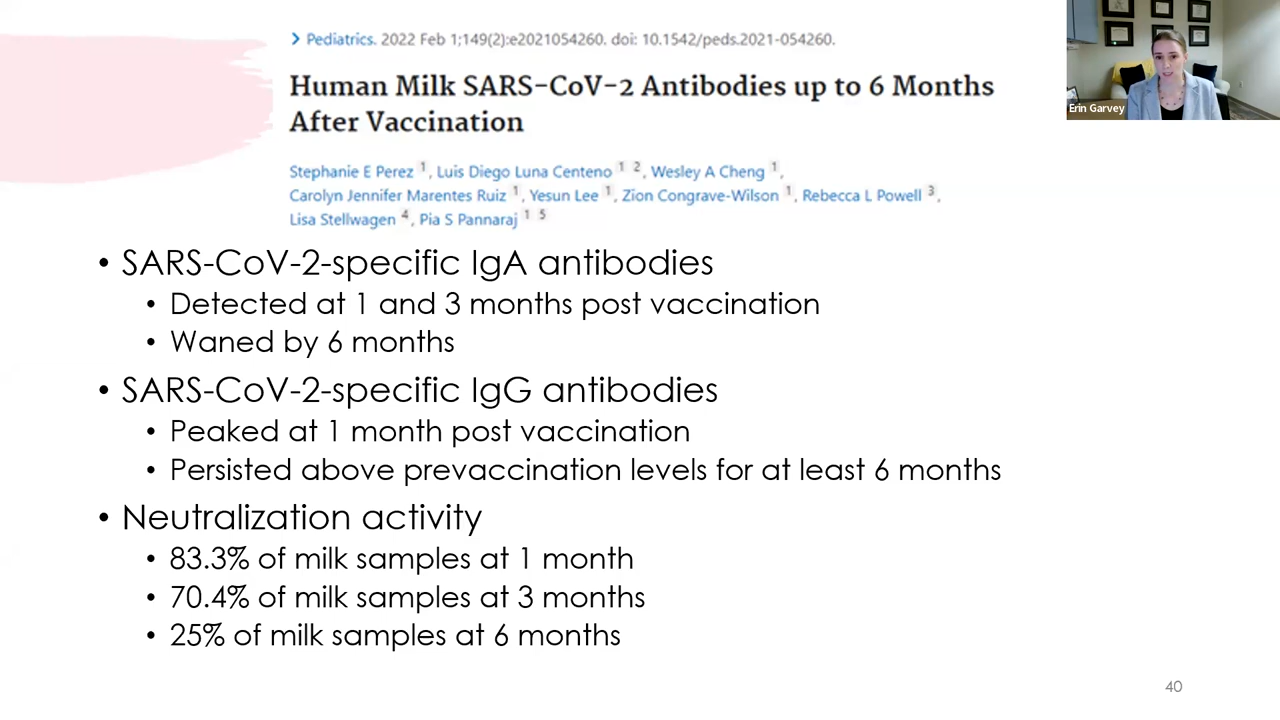 > Pediatrics. 2022 Feb 1;149(2):e2021054260. doi: 10.1542/peds.2021-054260.
Human Milk SARS-CoV-2 Antibodies up to 6 Months
After Vaccination
Stephanie E Perez 1, Luis Diego Luna Centeno 1 2, Wesley A Cheng 1,
Carolyn Jennifer Marentes Ruiz 1, Yesun Lee 1, Zion Congrave-Wilson 1, Rebecca L Powell 3,
Lisa Stellwagen 4, Pia S Pannaraj 1 5
Erin Garvey
• SARS-CoV-2-specific IgA antibodies
• Detected at 1 and 3 months post vaccination
• Waned by 6 months
• SARS-CoV-2-specific IgG antibodies
• Peaked at 1 month post vaccination
• Persisted above prevaccination levels for at least 6 months
• Neutralization activity
• 83.3% of milk samples at 1 month
• 70.4% of milk samples at 3 months
• 25% of milk samples at 6 months
40